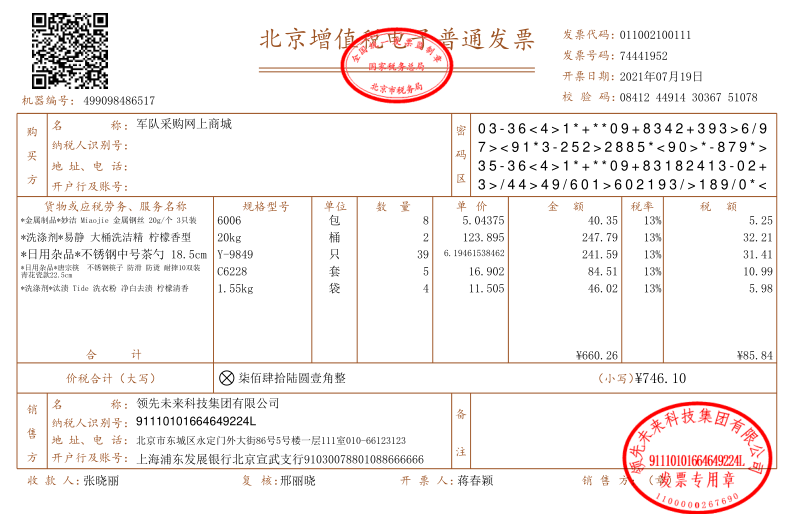 北京增值税电子普通发票
全国统一发票监制章
国家税务总局
北京市税务局
发票代码: 011002100111
发票号码: 74441952
开票日期: 2021年07月19日
校 验 码: 08412 44914 30367 51078
机器编号: 499098486517
购买方
名 称: 军队采购网上商城
纳税人识别号:
地 址、电 话:
开户行及账号:
密码区
03-36<4>1*+**09+8342+393>6/9
7><91*3-252>2885*<90>*-879*>
35-36<4>1*+**09+83182413-02+
3>/44>49/601>602193/>189/0*<
货物或应税劳务、服务名称 规格型号 单位 数 量 单 价 金 额 税率 税 额
*金属制品*妙洁 Miaojie 金属钢丝 20g/个 3只装 6006 包 8 5.04375 40.35 13% 5.25
*洗涤剂*易静 大桶洗洁精 柠檬香型 20kg 桶 2 123.895 247.79 13% 32.21
*日用杂品*不锈钢中号茶勺 18.5cm Y-9849 只 39 6.19461538462 241.59 13% 31.41
*日用杂品*唐宗筷 不锈钢筷子 防滑 防烫 耐摔10双装 C6228 套 5 16.902 84.51 13% 10.99
青花瓷款22.5cm
*洗涤剂*汰渍 Tide 洗衣粉 净白去渍 柠檬清香 1.55kg 袋 4 11.505 46.02 13% 5.98
合 计 ¥660.26 ¥85.84
价税合计（大写） ⊗柒佰肆拾陆圆壹角整 （小写）¥746.10
销售方
名 称: 领先未来科技集团有限公司
纳税人识别号: 91110101664649224L
地 址、电 话: 北京市东城区永定门外大街86号5号楼一层111室010-66123123
开户行及账号: 上海浦东发展银行北京宣武支行91030078801088666666
备注
领先未来科技集团有限公司
91110101664649224L
发票专用章
1100000267690
收 款 人: 张晓丽 复 核: 邢丽晓 开 票 人: 蒋春颖 销 售 方: （章）